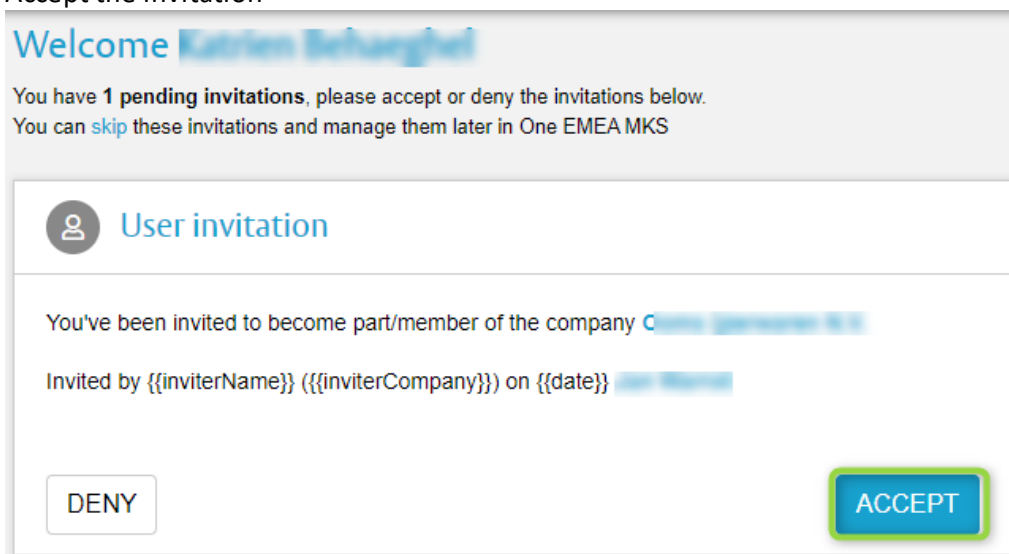 Accept the invitation
Welcome
You have 1 pending invitations, please accept or deny the invitations below.
You can skip these invitations and manage them later in One EMEA MKS
User invitation
You've been invited to become part/member of the company
Invited by {{inviterName}} ({{inviterCompany}}) on {{date}}
DENY
ACCEPT